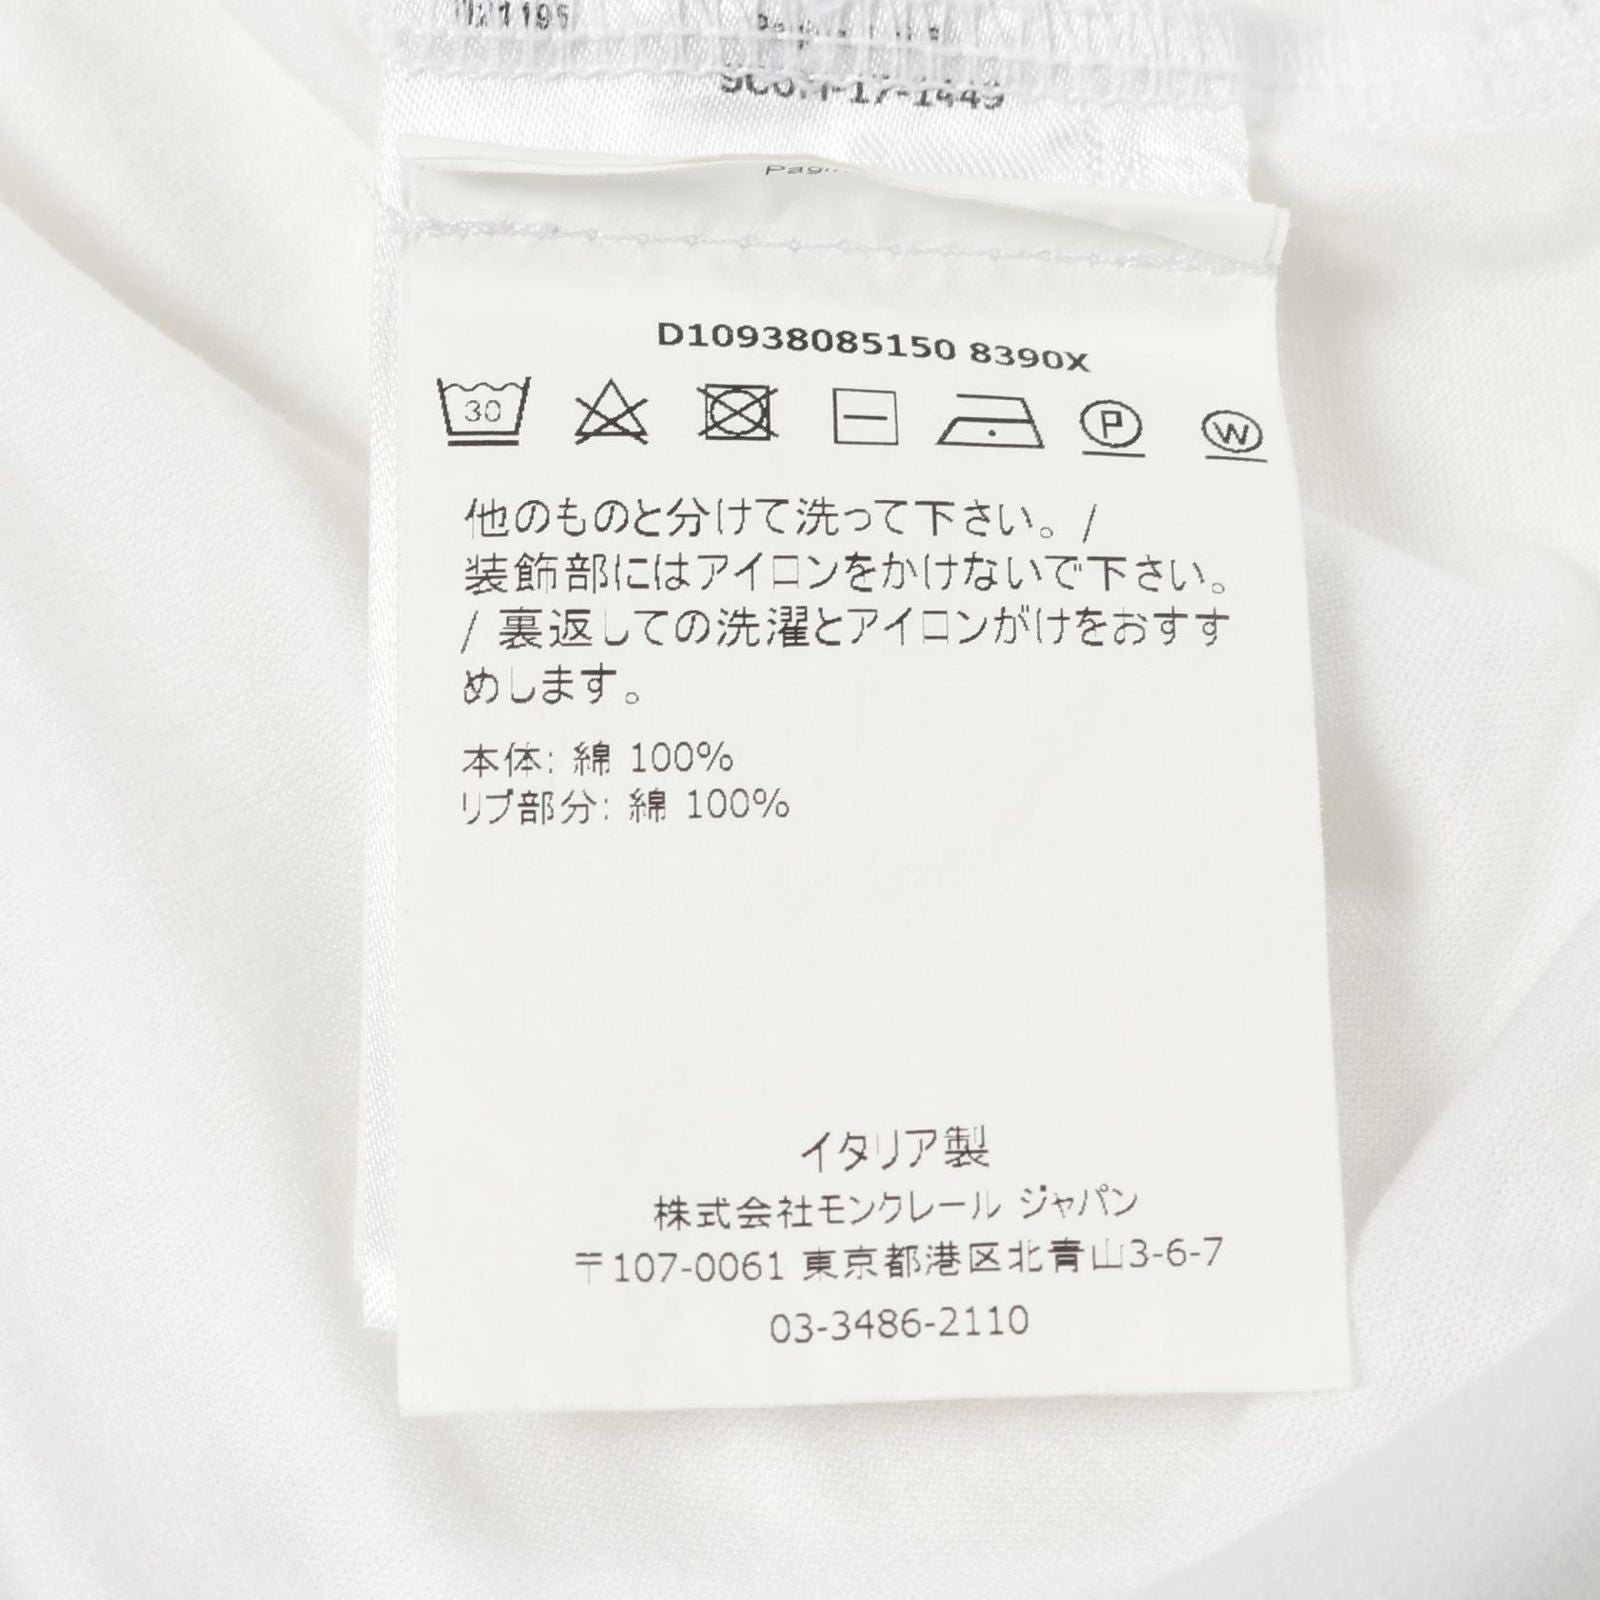 D10938085150 8390X
30
P
W
他のものと分けて洗って下さい。 /
装飾部にはアイロンをかけないで下さい。
/ 裏返しての洗濯とアイロンがけをおすす
めします。
本体: 綿 100%
リブ部分: 綿 100%
イタリア製
株式会社モンクレール ジャパン
〒107-0061 東京都港区北青山3-6-7
03-3486-2110